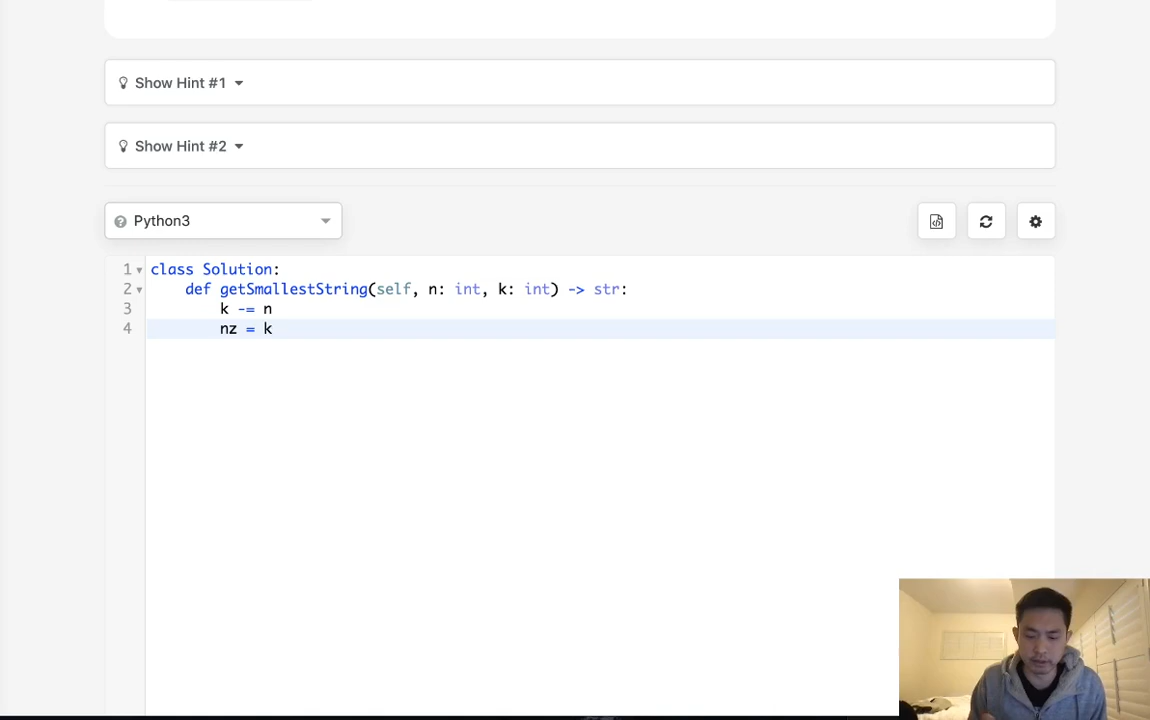 Show Hint #1
Show Hint #2
Python3
1 class Solution:
2 def getSmallestString(self, n: int, k: int) -> str:
3 k -= n
4 nz = k